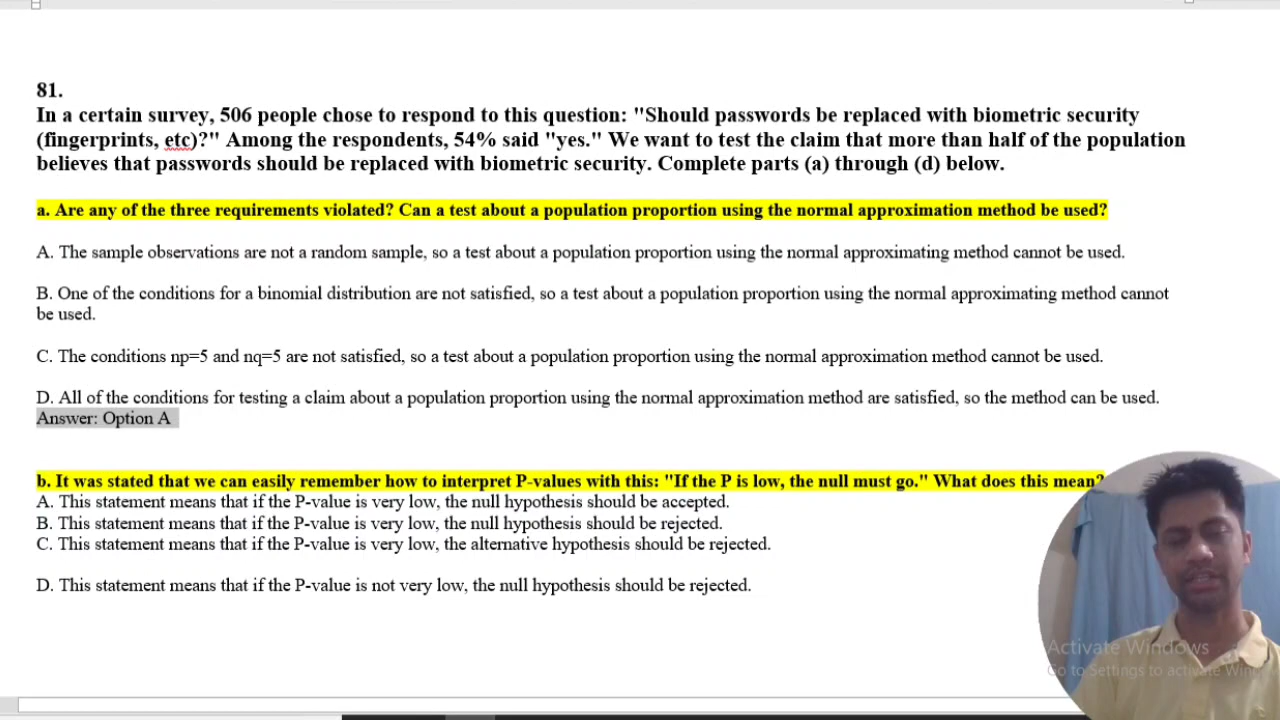 81.
In a certain survey, 506 people chose to respond to this question: "Should passwords be replaced with biometric security
(fingerprints, etc)?" Among the respondents, 54% said "yes." We want to test the claim that more than half of the population
believes that passwords should be replaced with biometric security. Complete parts (a) through (d) below.
a. Are any of the three requirements violated? Can a test about a population proportion using the normal approximation method be used?
A. The sample observations are not a random sample, so a test about a population proportion using the normal approximating method cannot be used.
B. One of the conditions for a binomial distribution are not satisfied, so a test about a population proportion using the normal approximating method cannot
be used.
C. The conditions np=5 and nq=5 are not satisfied, so a test about a population proportion using the normal approximation method cannot be used.
D. All of the conditions for testing a claim about a population proportion using the normal approximation method are satisfied, so the method can be used.
Answer: Option A
b. It was stated that we can easily remember how to interpret P-values with this: "If the P is low, the null must go." What does this mean?
A. This statement means that if the P-value is very low, the null hypothesis should be accepted.
B. This statement means that if the P-value is very low, the null hypothesis should be rejected.
C. This statement means that if the P-value is very low, the alternative hypothesis should be rejected.
D. This statement means that if the P-value is not very low, the null hypothesis should be rejected.
Activate Windows
Go to Settings to activate Win